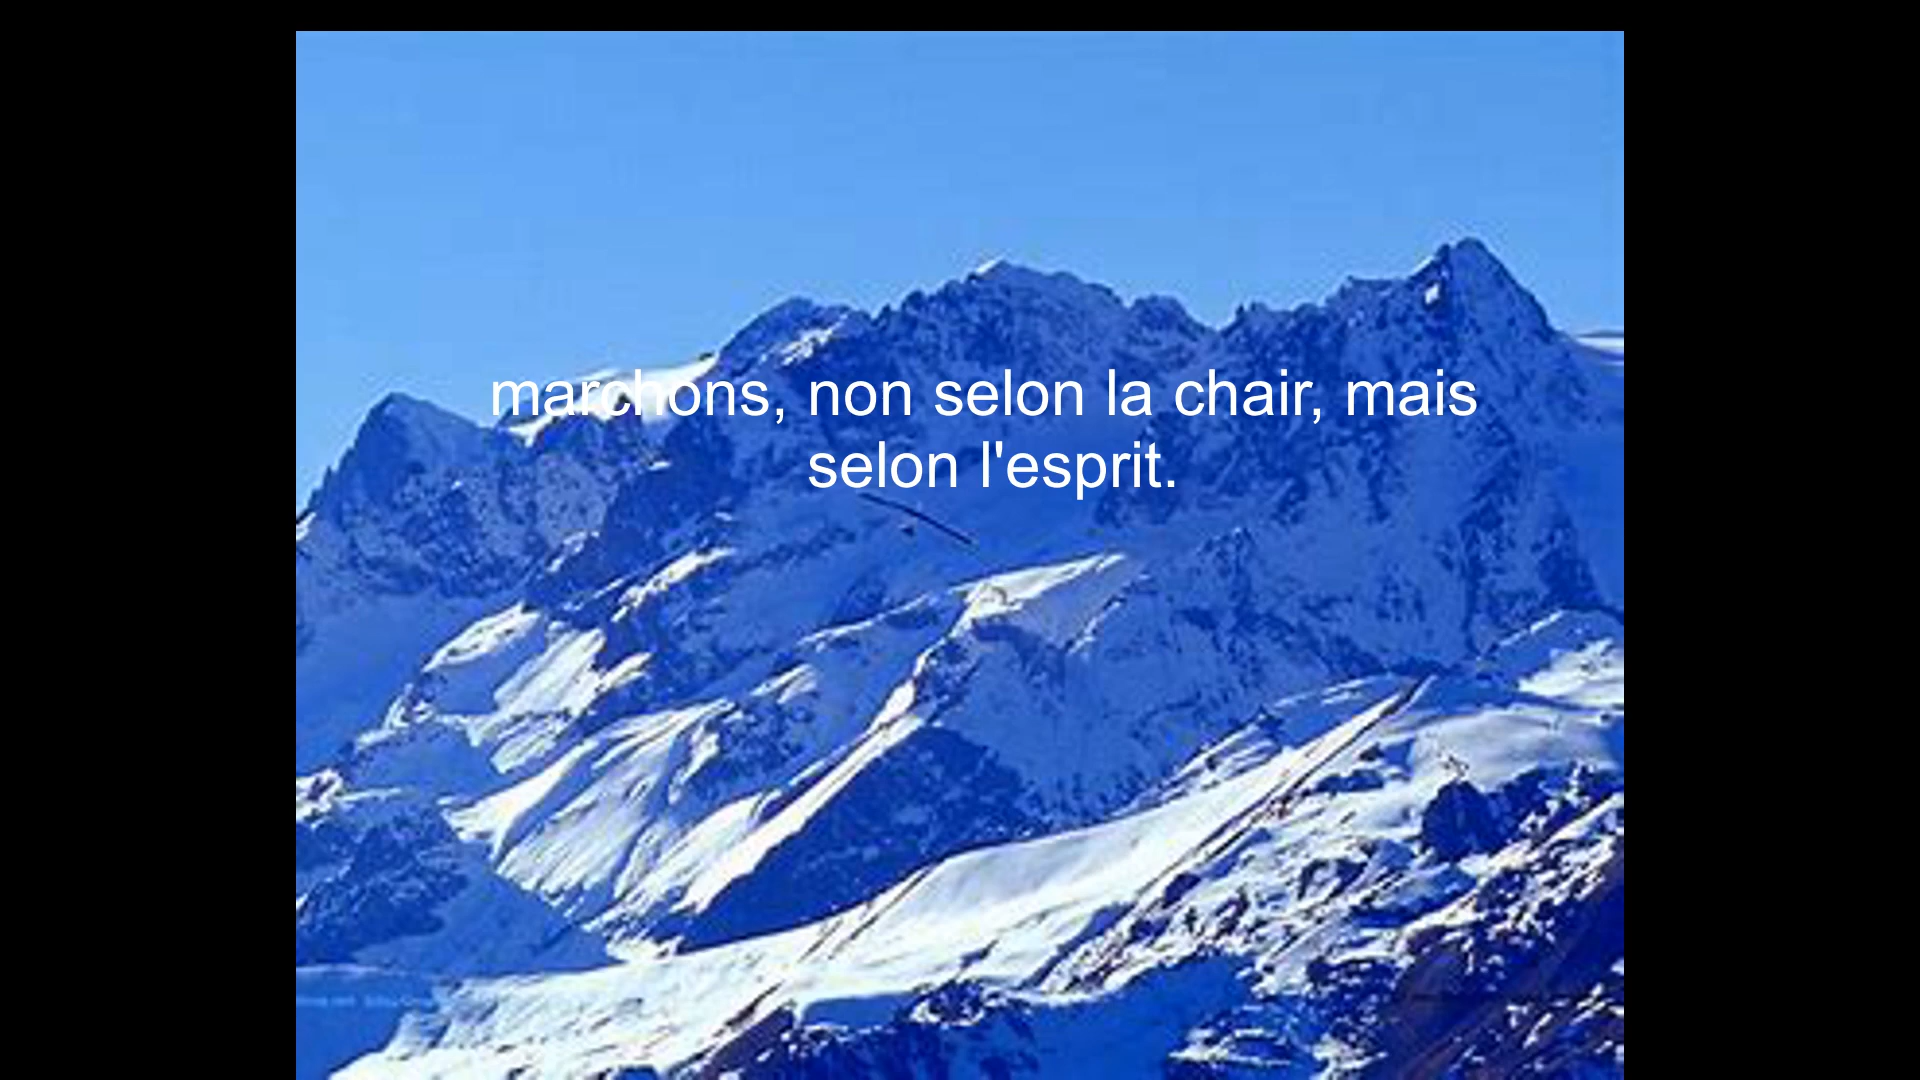 marchons, non selon la chair, mais
selon l'esprit.